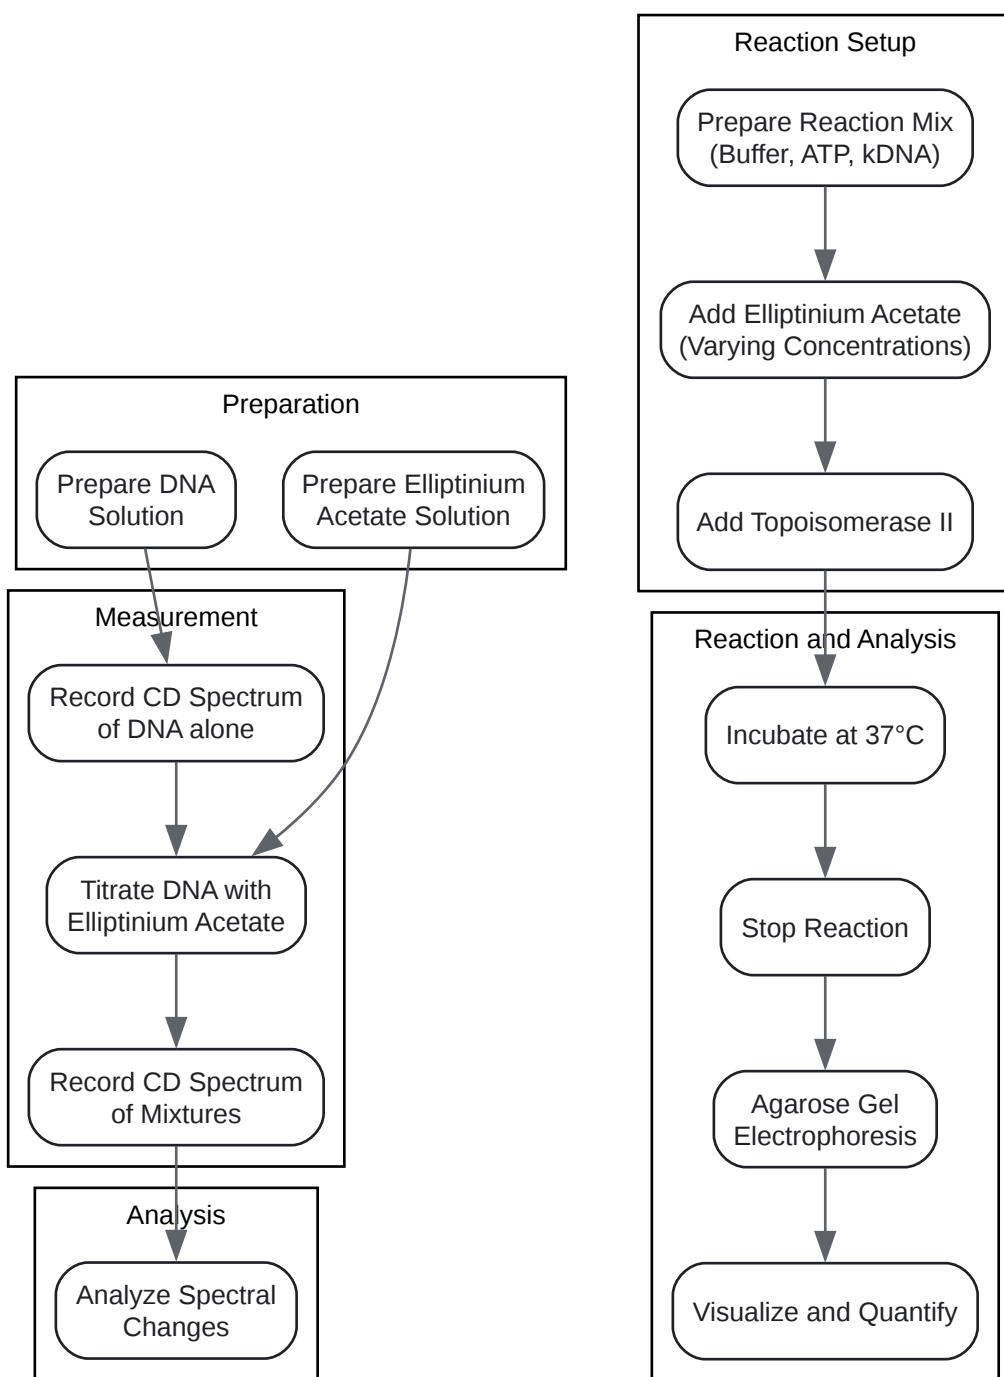 Preparation
Prepare DNA
Solution
Prepare Elliptinium
Acetate Solution
Measurement
Record CD Spectrum
of DNA alone
Titrate DNA with
Elliptinium Acetate
Record CD Spectrum
of Mixtures
Analysis
Analyze Spectral
Changes
Reaction Setup
Prepare Reaction Mix
(Buffer, ATP, kDNA)
Add Elliptinium Acetate
(Varying Concentrations)
Add Topoisomerase II
Reaction and Analysis
Incubate at 37°C
Stop Reaction
Agarose Gel
Electrophoresis
Visualize and Quantify